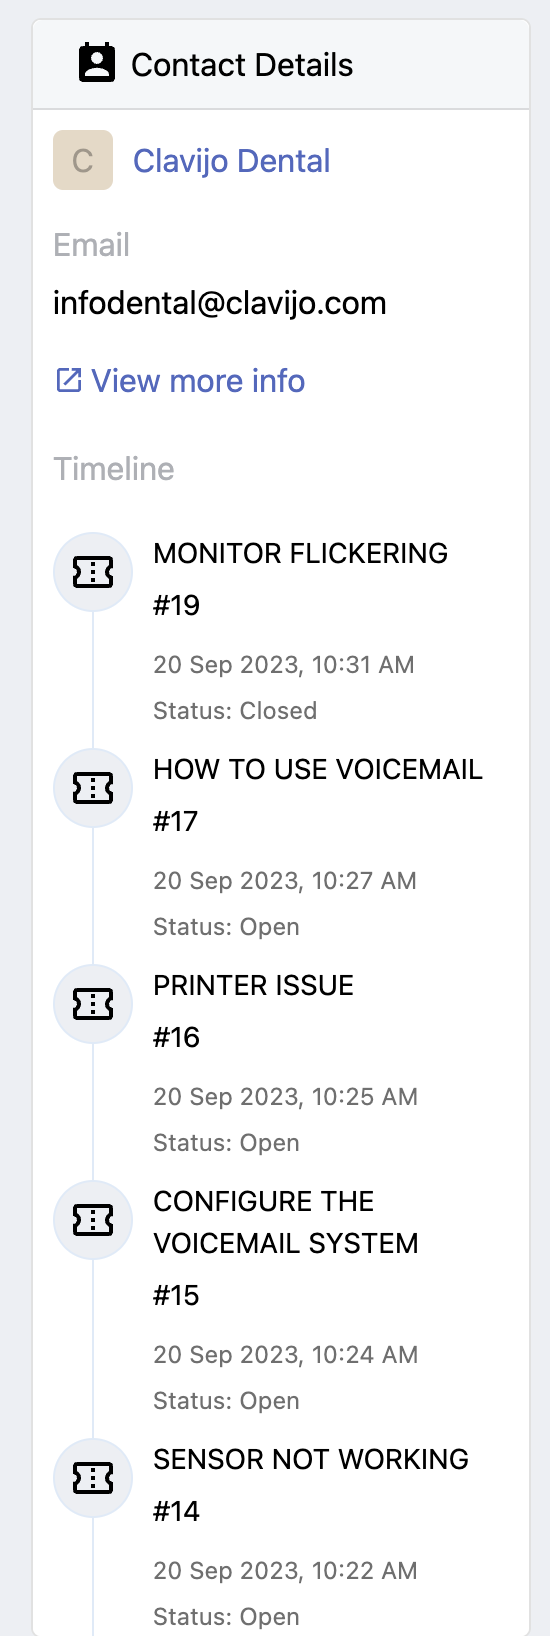 Contact Details
C
Clavijo Dental
Email
infodental@clavijo.com
View more info
Timeline
MONITOR FLICKERING
#19
20 Sep 2023, 10:31 AM
Status: Closed
HOW TO USE VOICEMAIL
#17
20 Sep 2023, 10:27 AM
Status: Open
PRINTER ISSUE
#16
20 Sep 2023, 10:25 AM
Status: Open
CONFIGURE THE
VOICEMAIL SYSTEM
#15
20 Sep 2023, 10:24 AM
Status: Open
SENSOR NOT WORKING
#14
20 Sep 2023, 10:22 AM
Status: Open